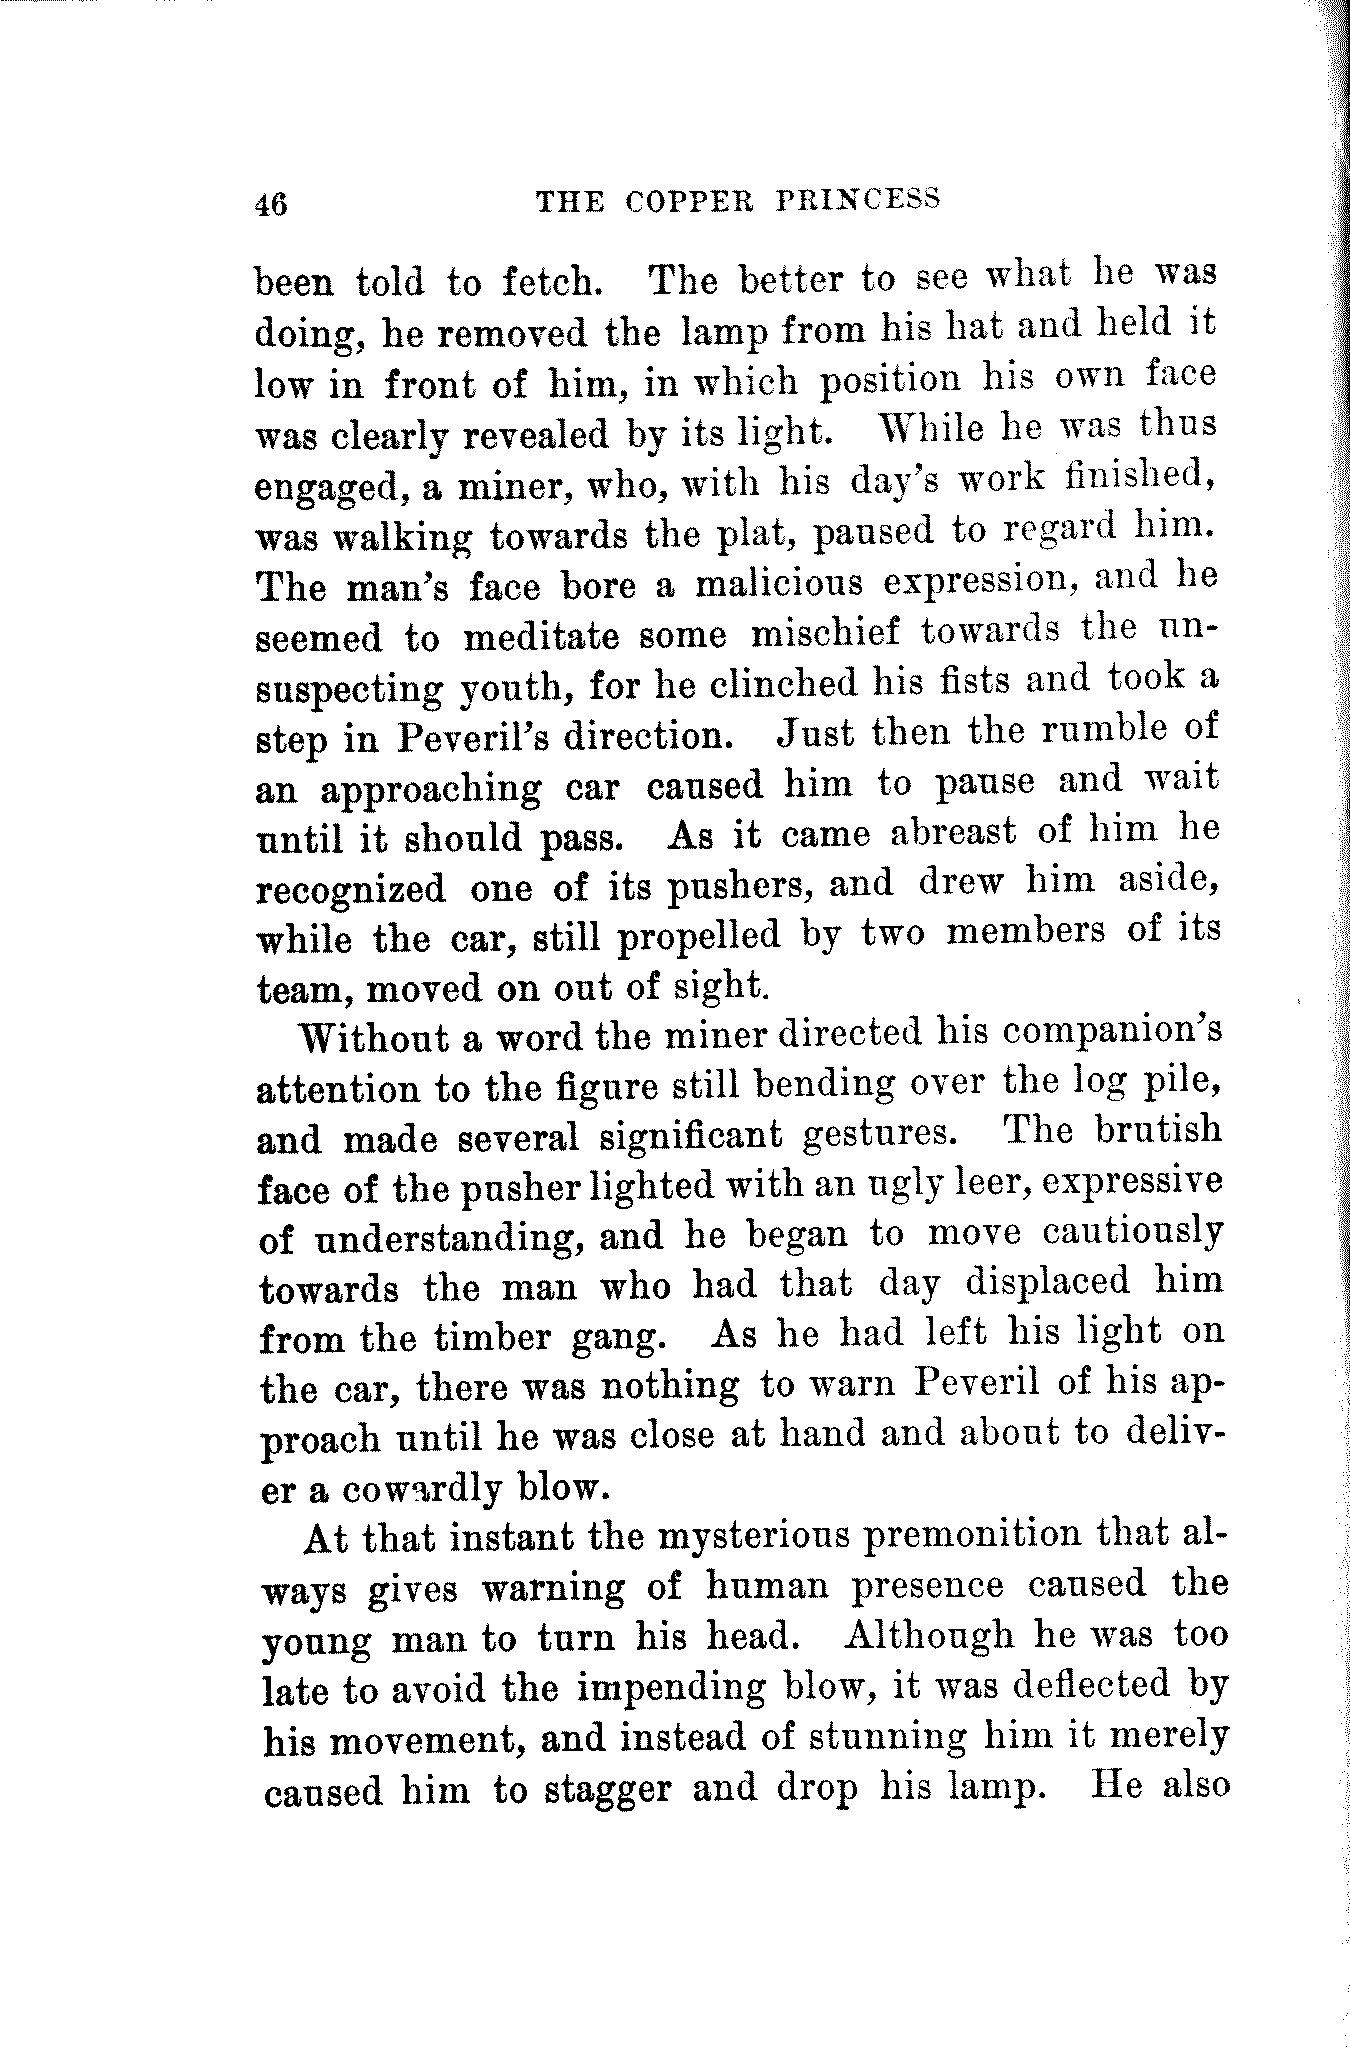 46 THE COPPER PRINCESS
been told to fetch. The better to see what he was
doing, he removed the lamp from his hat and held it
low in front of him, in which position his own face
was clearly revealed by its light. While he was thus
engaged, a miner, who, with his day's work finished,
was walking towards the plat, paused to regard him.
The man's face bore a malicious expression, and he
seemed to meditate some mischief towards the un-
suspecting youth, for he clinched his fists and took a
step in Peveril's direction. Just then the rumble of
an approaching car caused him to pause and wait
until it should pass. As it came abreast of him he
recognized one of its pushers, and drew him aside,
while the car, still propelled by two members of its
team, moved on out of sight.
Without a word the miner directed his companion's
attention to the figure still bending over the log pile,
and made several significant gestures. The brutish
face of the pusher lighted with an ugly leer, expressive
of understanding, and he began to move cautiously
towards the man who had that day displaced him
from the timber gang. As he had left his light on
the car, there was nothing to warn Peveril of his ap-
proach until he was close at hand and about to deliv-
er a cowardly blow.
At that instant the mysterious premonition that al-
ways gives warning of human presence caused the
young man to turn his head. Although he was too
late to avoid the impending blow, it was deflected by
his movement, and instead of stunning him it merely
caused him to stagger and drop his lamp. He also